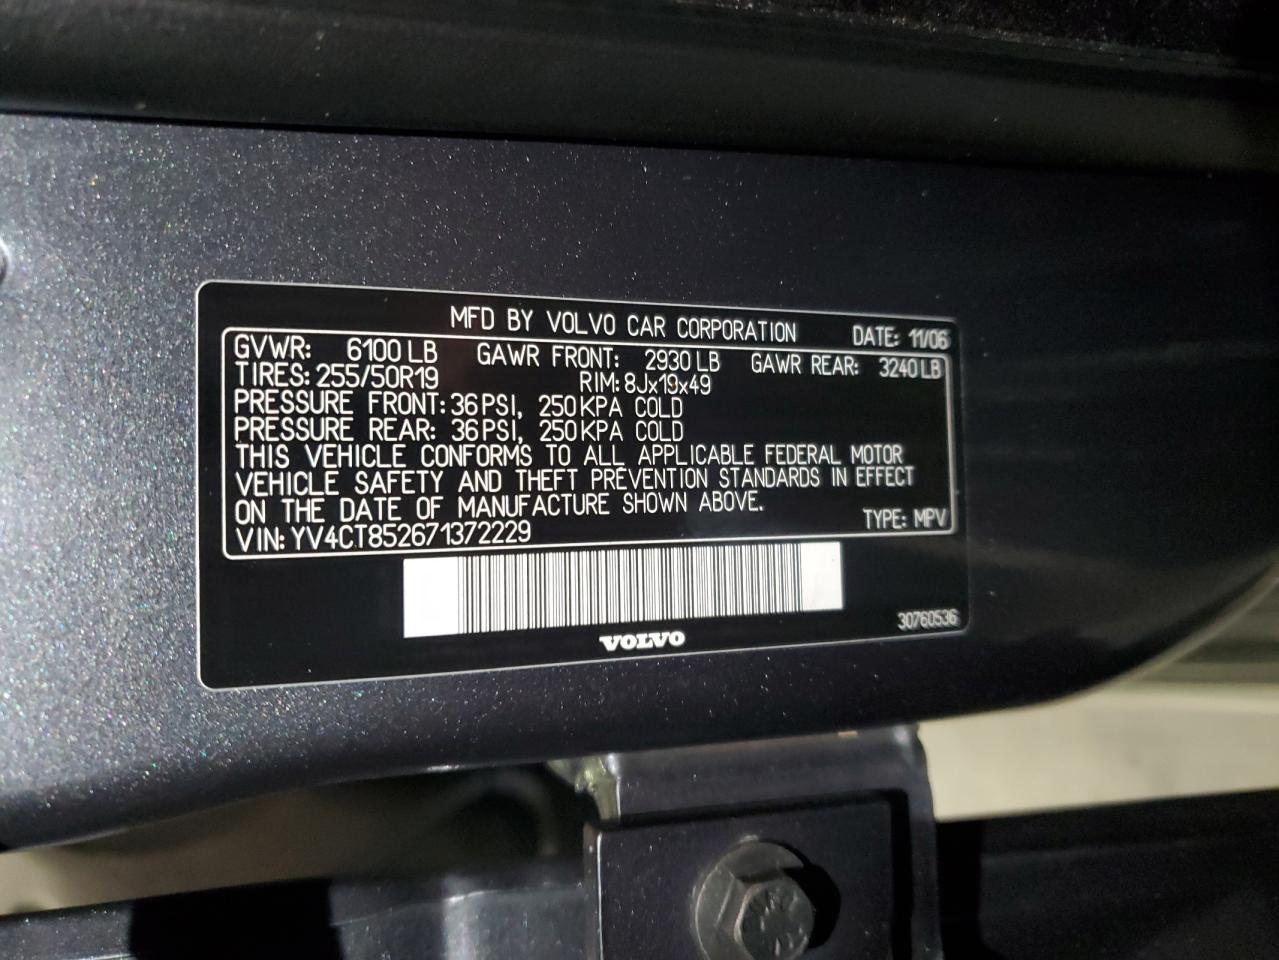 MFD BY VOLVO CAR CORPORATION DATE: 11/06
GVWR: 6100 LB GAWR FRONT: 2930 LB GAWR REAR: 3240 LB
TIRES: 255/50R19 RIM: 8Jx19x49
PRESSURE FRONT: 36 PSI, 250 KPA COLD
PRESSURE REAR: 36 PSI, 250 KPA COLD
THIS VEHICLE CONFORMS TO ALL APPLICABLE FEDERAL MOTOR
VEHICLE SAFETY AND THEFT PREVENTION STANDARDS IN EFFECT
ON THE DATE OF MANUFACTURE SHOWN ABOVE.
VIN: YV4CT852671372229 TYPE: MPV
30760536
VOLVO